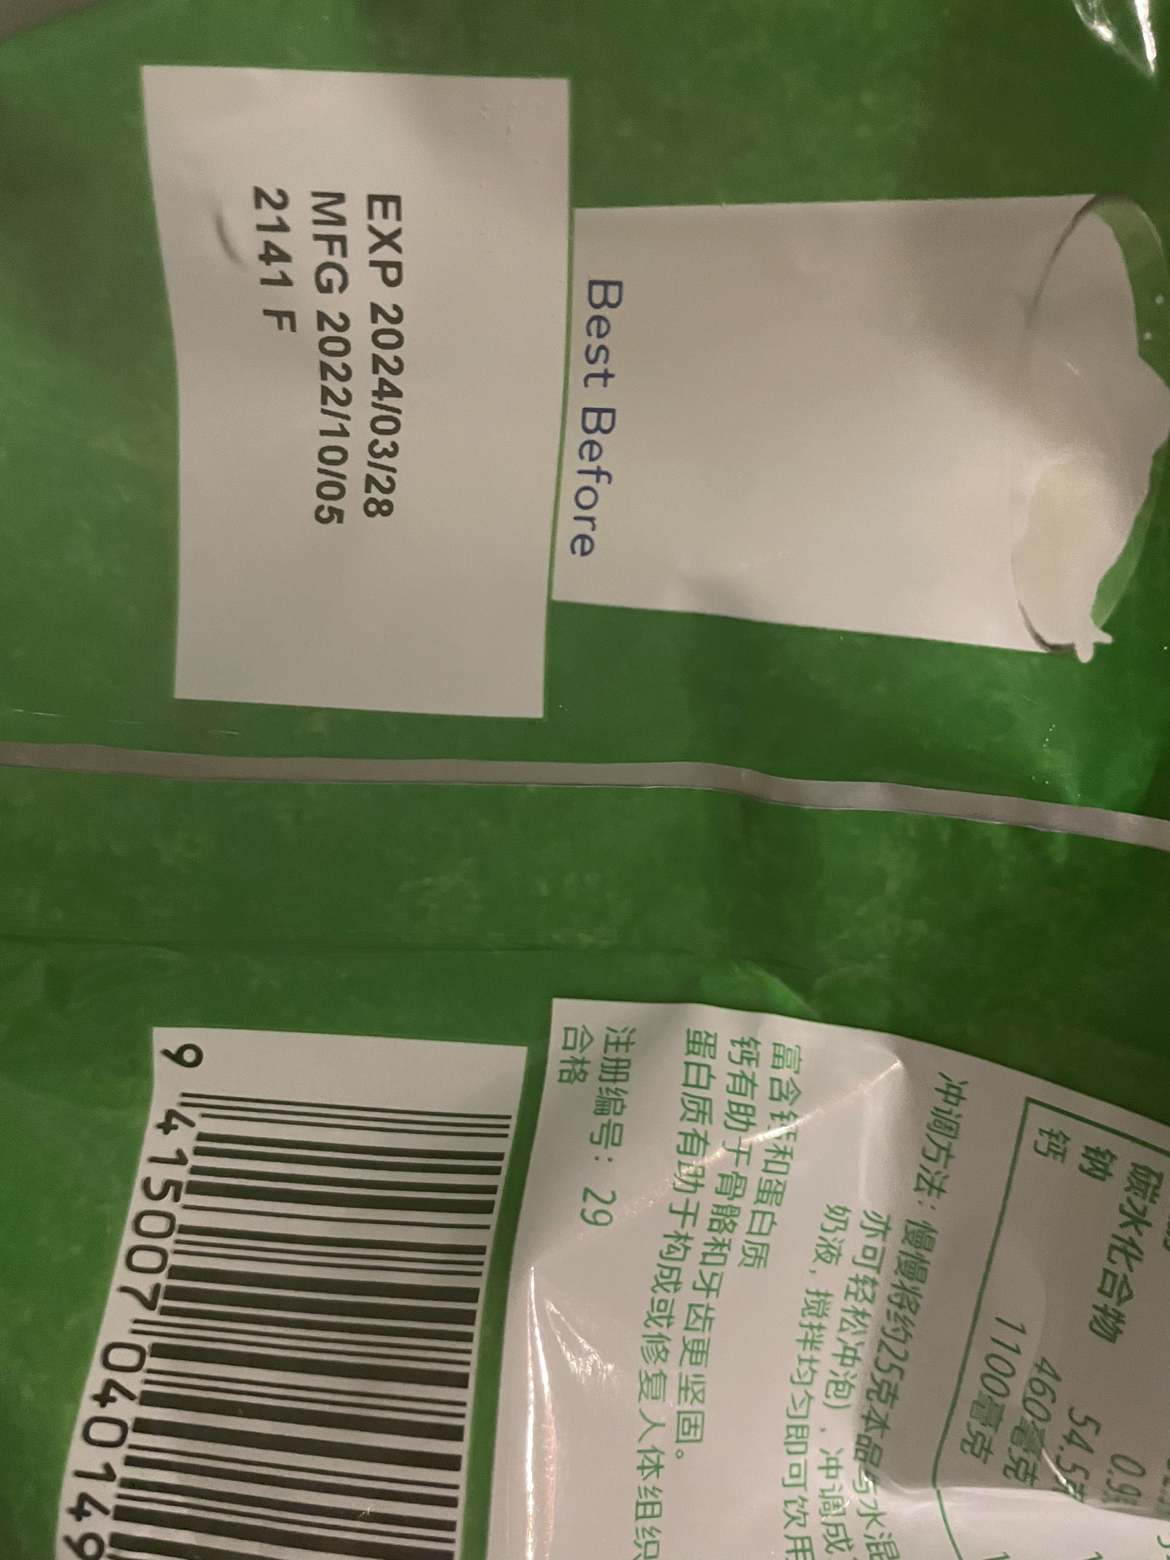 Best Before
EXP 2024/03/28
MFG 2022/10/05
2141 F
0.9
碳水化合物 54.5
钠 460毫克
钙 1100毫克
冲调方法：慢慢将约25克本品与水混
亦可轻松冲泡），冲调成
奶液，搅拌均匀即可饮用
富含钙和蛋白质
钙有助于骨骼和牙齿更坚固。
蛋白质有助于构成或修复人体组织
注册编号：29
合格
9 415007 040149